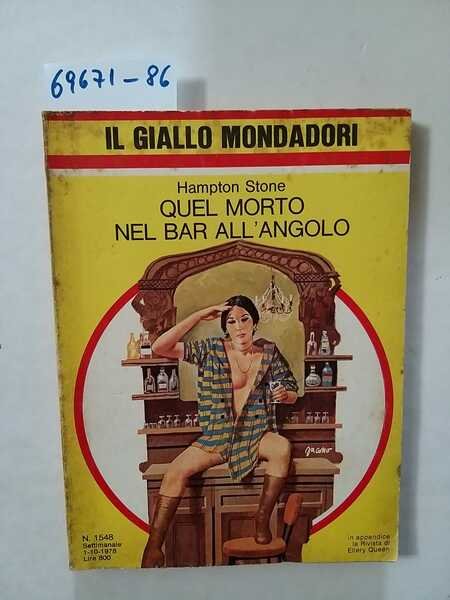 69671-86
IL GIALLO MONDADORI
Hampton Stone
QUEL MORTO
NEL BAR ALL'ANGOLO
Jacono
N. 1548
Settimanale
1-10-1978
Lire 800
in appendice
la Rivista di
Ellery Queen